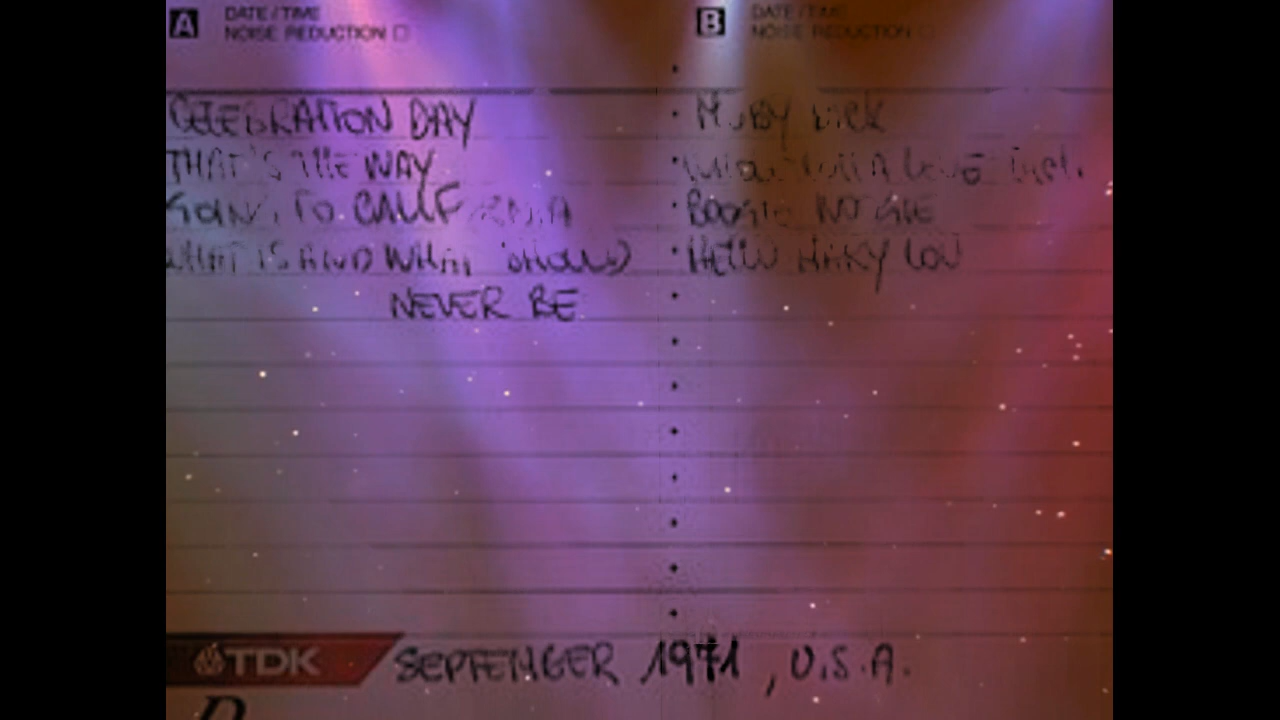 A DATE/TIME
NOISE REDUCTION
CELEBRATION DAY
THAT'S THE WAY
GOING TO CALIFORNIA
WHAT IS AND WHAT SHOULD
NEVER BE
B DATE/TIME
NOISE REDUCTION
MOBY DICK
WHOLE LOTTA LOVE
BOOGIE
HELLO MARY LOU
TDK SEPTEMBER 1971, U.S.A.